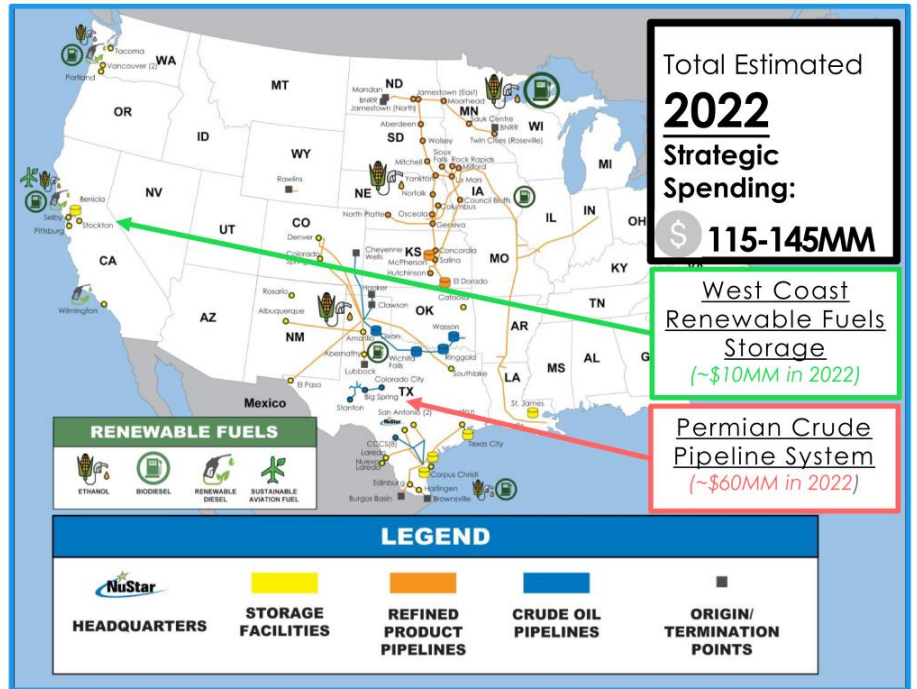 Total Estimated
2022
Strategic
Spending:
$ 115-145MM
West Coast
Renewable Fuels
Storage
(~$10MM in 2022)
Permian Crude
Pipeline System
(~$60MM in 2022)
Tacoma
WA
Vancouver (2)
Portland
OR
MT
ID
WY
Rawlins
ND
Mandan
BNRR
Jamestown (North)
Jamestown (East)
Moorhead
MN
Sauk Centre
BNRR
Twin Cities (Roseville)
WI
MI
Aberdeen
SD
Wolsey
Mitchell
Sioux
Falls
Rock Rapids
Milford
Yankton
Le Mars
NE
Norfolk
IA
Council Bluffs
Columbus
North Platte
Osceola
Geneva
IL
IN
OH
NV
UT
CO
Denver
Colorado
Springs
Cheyenne
Wells
KS
Concordia
McPherson
Salina
Hutchinson
El Dorado
MO
KY
Benicia
Selby
Pittsburg
Stockton
CA
Wilmington
AZ
Rosario
Albuquerque
NM
Hooker
Clawson
OK
Catoosa
Amarillo
Dixon
Wasson
Abernathy
Wichita
Falls
Ringgold
Lubbock
Southlake
AR
TN
MS
AL
G
LA
El Paso
Mexico
Colorado City
Big Spring
TX
Stanton
San Antonio (2)
NuStar
St. James
Texas City
CCCS(8)
Laredo
Nuevo
Laredo
Corpus Christi
Edinburg
Harlingen
Burgos Basin
Brownsville
RENEWABLE FUELS
ETHANOL
BIODIESEL
RENEWABLE
DIESEL
SUSTAINABLE
AVIATION FUEL
LEGEND
NuStar
HEADQUARTERS
STORAGE
FACILITIES
REFINED
PRODUCT
PIPELINES
CRUDE OIL
PIPELINES
ORIGIN/
TERMINATION
POINTS